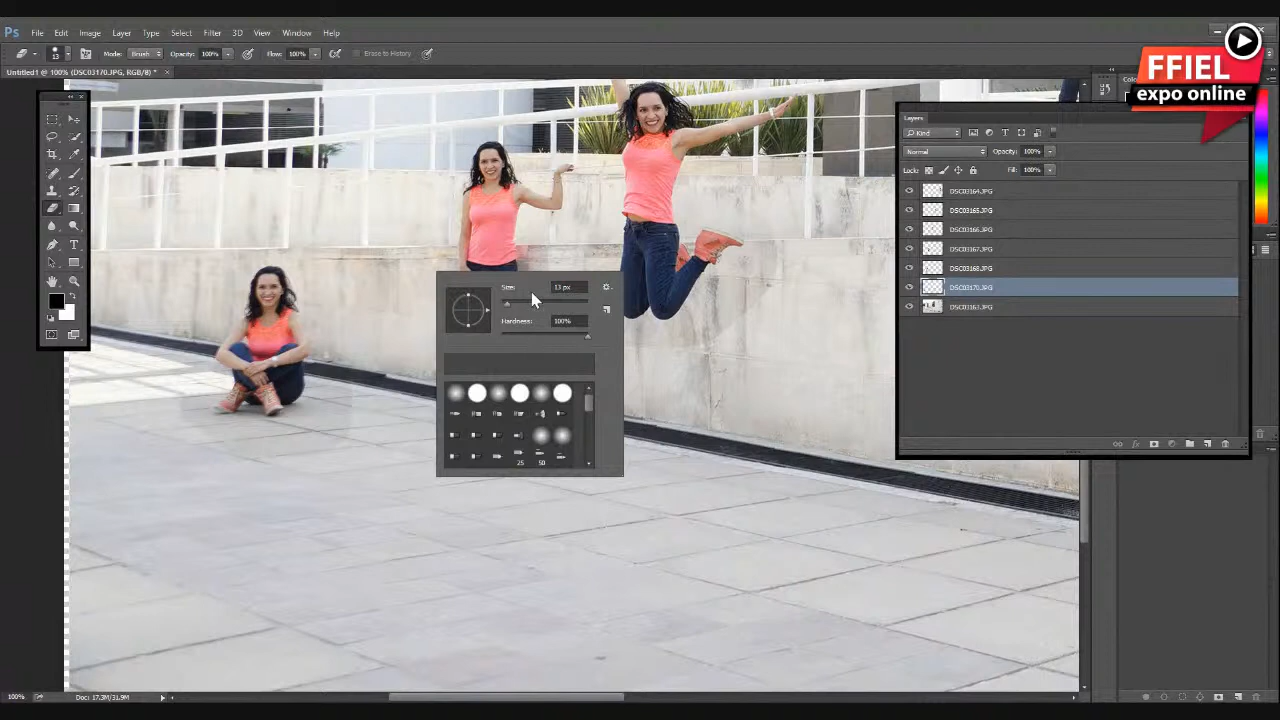 Ps File Edit Image Layer Type Select Filter 3D View Window Help
13 Mode: Brush Opacity: 100% Flow: 100% Erase to History
Untitled1 @ 100% (DSC03170.JPG, RGB/8) * ×
FFIEL
expo online
Layers
Kind
Normal Opacity: 100%
Lock: Fill: 100%
DSC03164.JPG
DSC03165.JPG
DSC03166.JPG
DSC03167.JPG
DSC03168.JPG
DSC03170.JPG
DSC03163.JPG
Size: 13 px
Hardness: 100%
25 50
100% Doc: 17.3M/31.9M